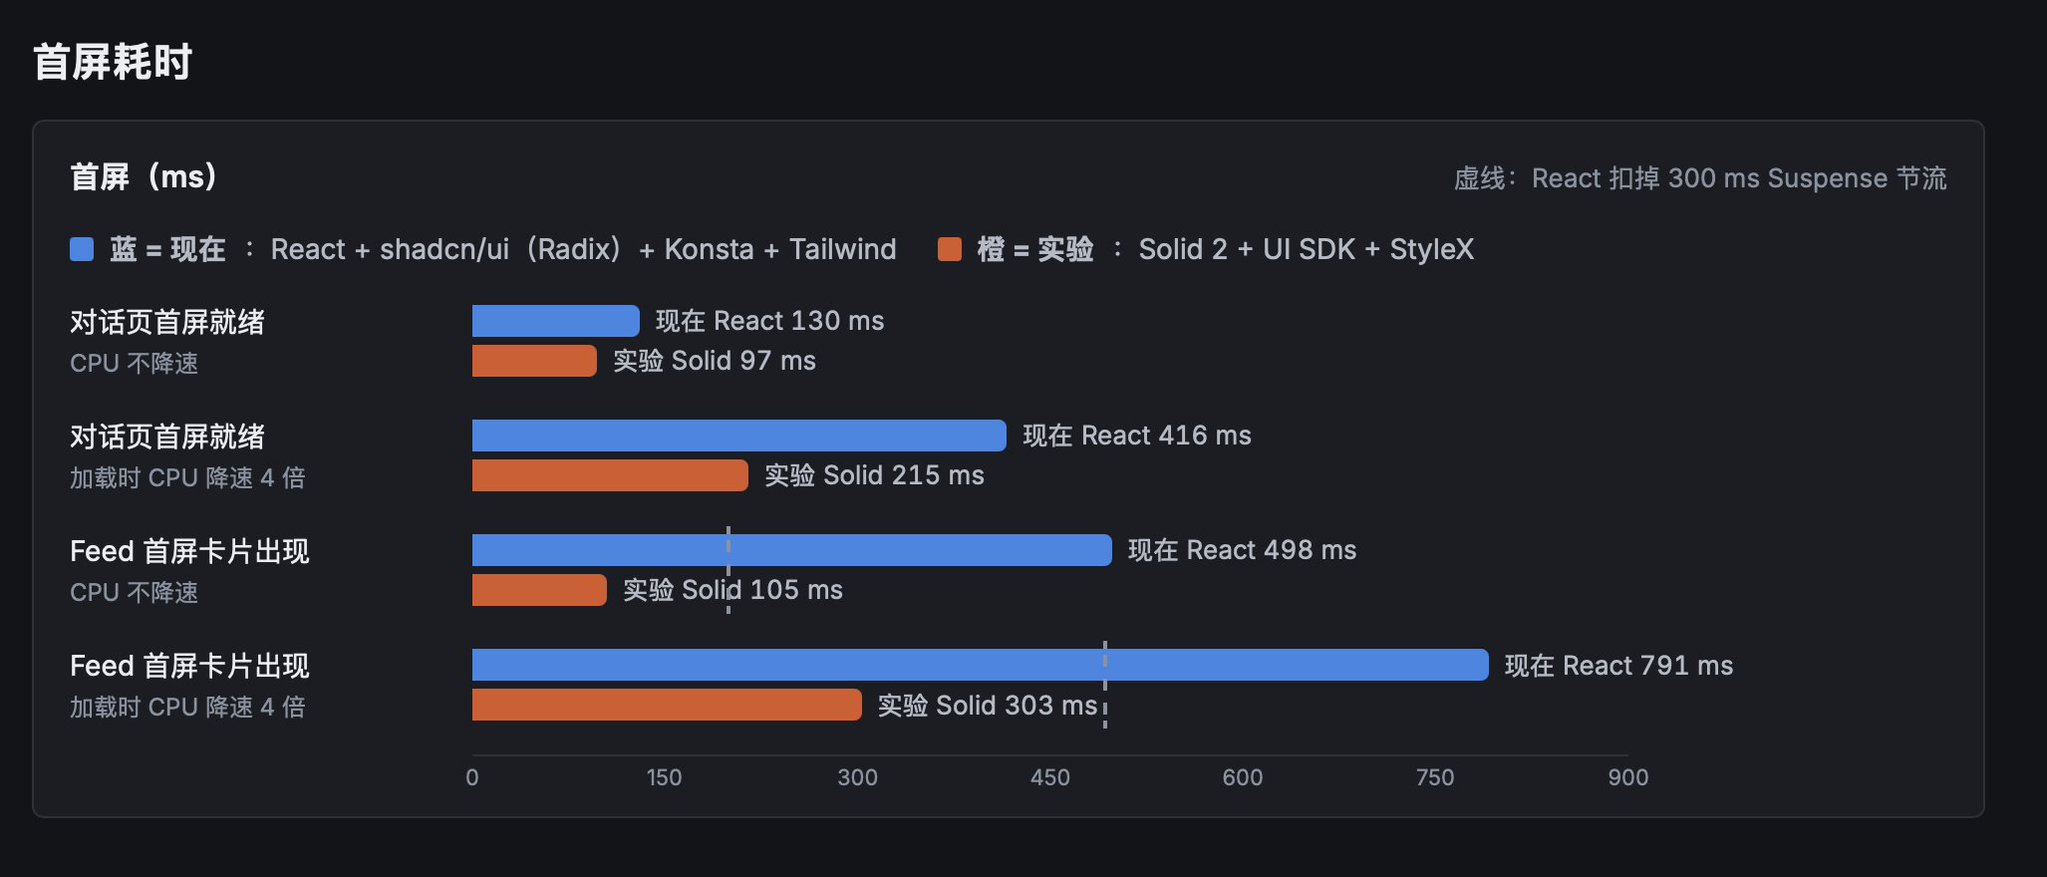 首屏耗时
首屏（ms）
虚线：React 扣掉 300 ms Suspense 节流
蓝 = 现在 ： React + shadcn/ui（Radix）+ Konsta + Tailwind
橙 = 实验 ： Solid 2 + UI SDK + StyleX
对话页首屏就绪
CPU 不降速
现在 React 130 ms
实验 Solid 97 ms
对话页首屏就绪
加载时 CPU 降速 4 倍
现在 React 416 ms
实验 Solid 215 ms
Feed 首屏卡片出现
CPU 不降速
现在 React 498 ms
实验 Solid 105 ms
Feed 首屏卡片出现
加载时 CPU 降速 4 倍
现在 React 791 ms
实验 Solid 303 ms
0 150 300 450 600 750 900